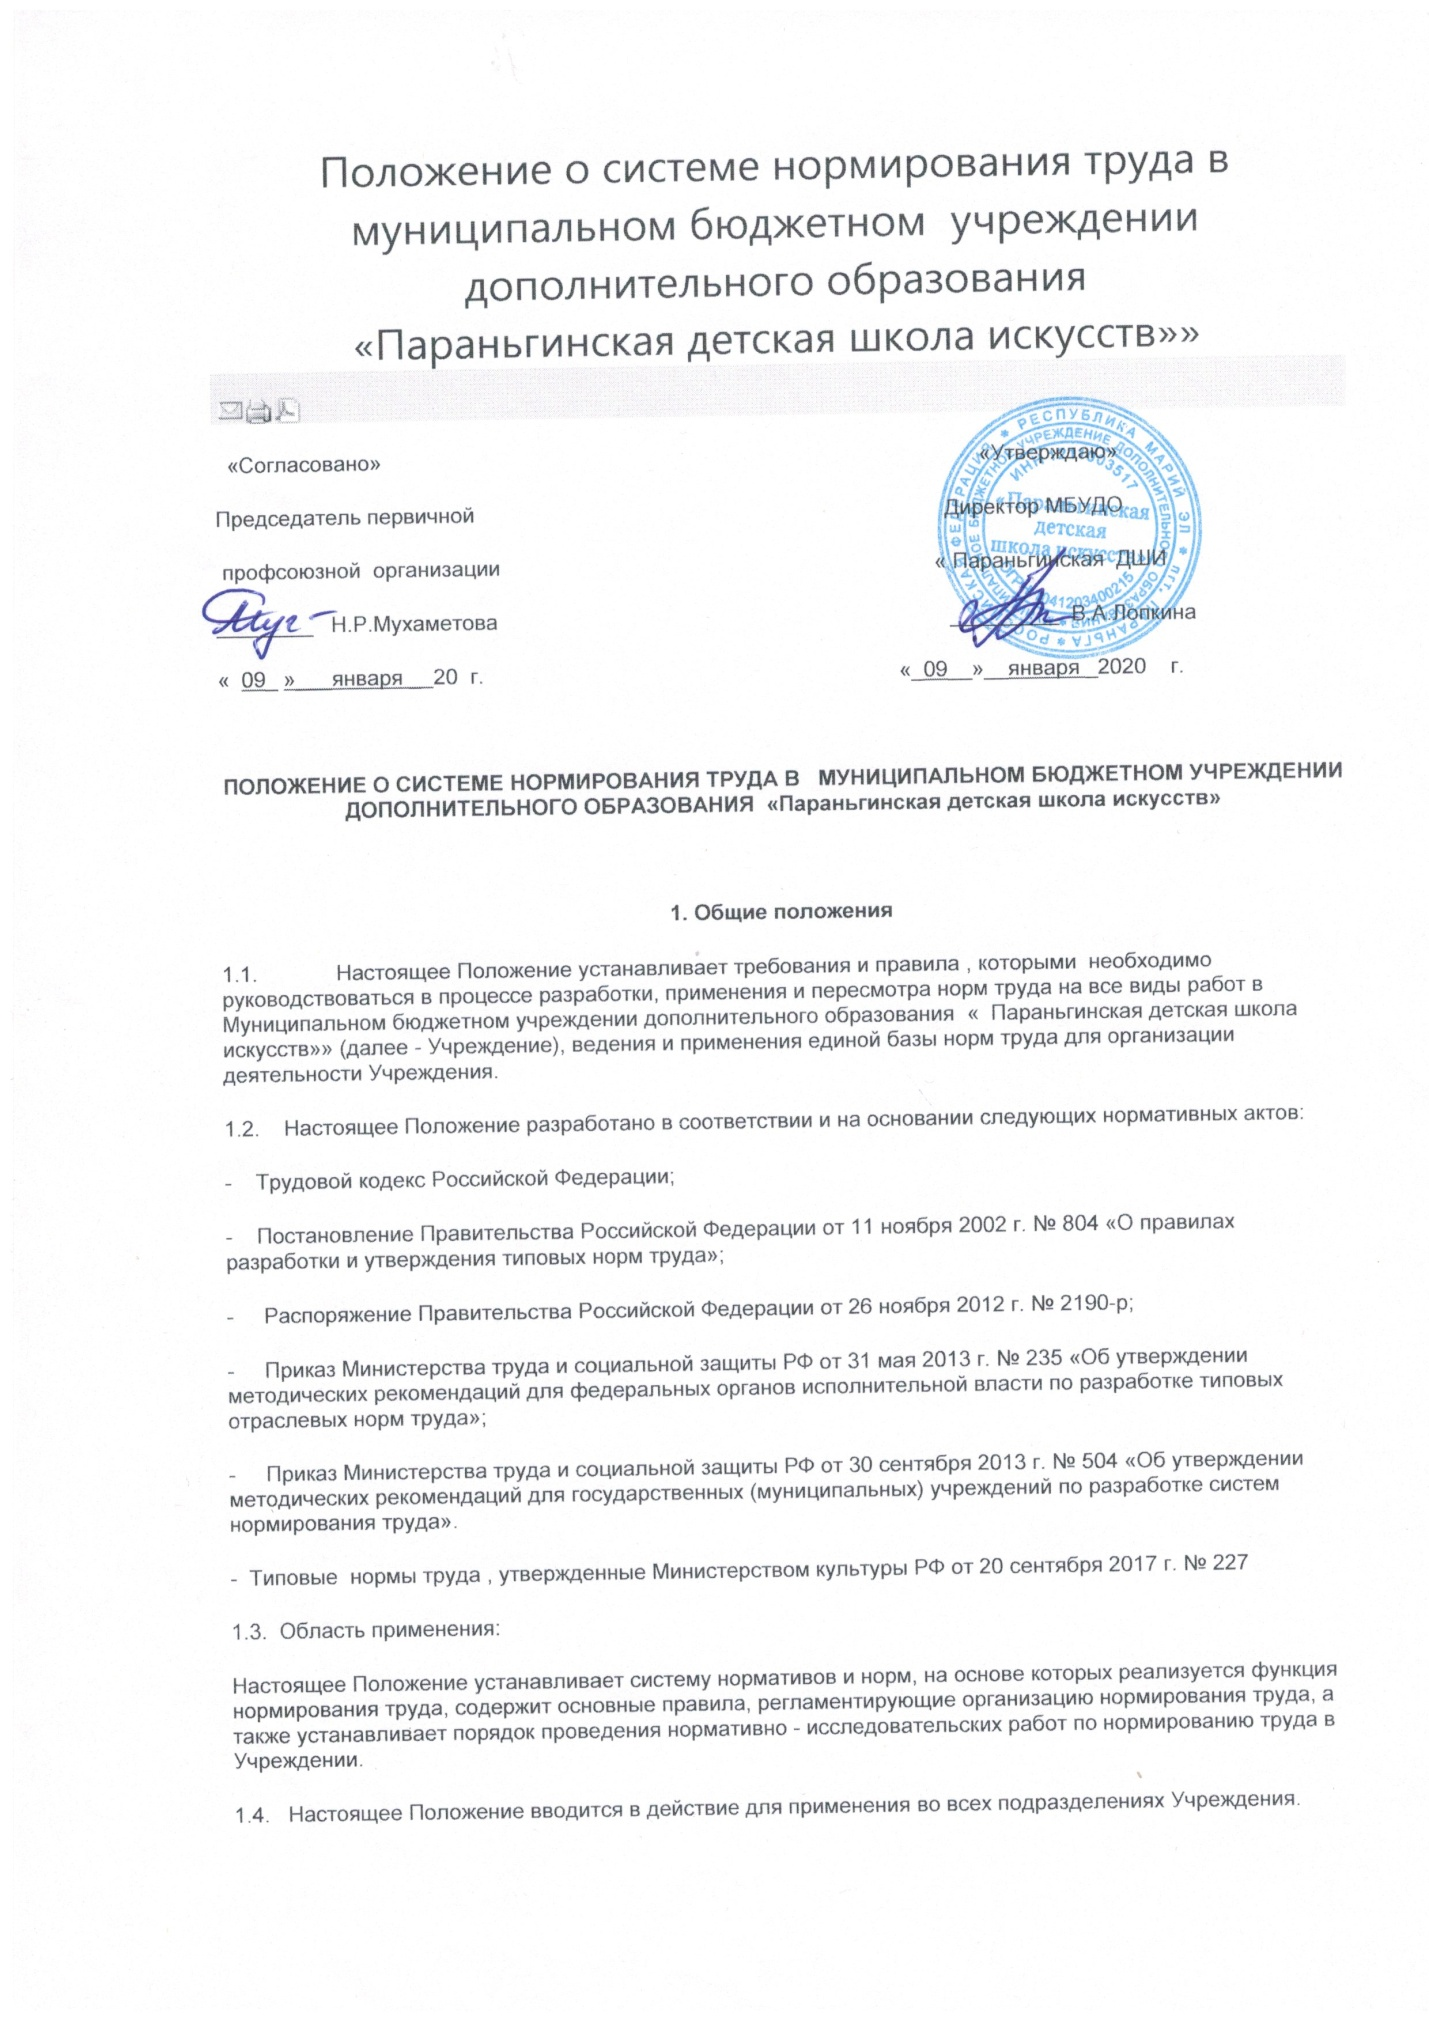 Положение о системе нормирования труда в
муниципальном бюджетном  учреждении
дополнительного образования
«Параньгинская детская школа искусств»»
«Согласовано»
«Утверждаю»
Председатель первичной
Директор МБУДО
профсоюзной  организации
« Параньгинская  ДШИ
Н.Р.Мухаметова
В.А.Лопкина
«  09  »  января  20  г.
«  09  »  января  2020  г.
РЕСПУБЛИКА МАРИЙ ЭЛ
«Параньгинская
детская
школа искусств»
ПОЛОЖЕНИЕ О СИСТЕМЕ НОРМИРОВАНИЯ ТРУДА В   МУНИЦИПАЛЬНОМ БЮДЖЕТНОМ УЧРЕЖДЕНИИ
ДОПОЛНИТЕЛЬНОГО ОБРАЗОВАНИЯ  «Параньгинская детская школа искусств»
1. Общие положения
1.1.             Настоящее Положение устанавливает требования и правила , которыми  необходимо
руководствоваться в процессе разработки, применения и пересмотра норм труда на все виды работ в
Муниципальном бюджетном учреждении дополнительного образования  «  Параньгинская детская школа
искусств»» (далее - Учреждение), ведения и применения единой базы норм труда для организации
деятельности Учреждения.
1.2.    Настоящее Положение разработано в соответствии и на основании следующих нормативных актов:
-    Трудовой кодекс Российской Федерации;
-    Постановление Правительства Российской Федерации от 11 ноября 2002 г. № 804 «О правилах
разработки и утверждения типовых норм труда»;
-     Распоряжение Правительства Российской Федерации от 26 ноября 2012 г. № 2190-р;
-     Приказ Министерства труда и социальной защиты РФ от 31 мая 2013 г. № 235 «Об утверждении
методических рекомендаций для федеральных органов исполнительной власти по разработке типовых
отраслевых норм труда»;
-     Приказ Министерства труда и социальной защиты РФ от 30 сентября 2013 г. № 504 «Об утверждении
методических рекомендаций для государственных (муниципальных) учреждений по разработке систем
нормирования труда».
-  Типовые  нормы труда , утвержденные Министерством культуры РФ от 20 сентября 2017 г. № 227
1.3.  Область применения:
Настоящее Положение устанавливает систему нормативов и норм, на основе которых реализуется функция
нормирования труда, содержит основные правила, регламентирующие организацию нормирования труда, а
также устанавливает порядок проведения нормативно - исследовательских работ по нормированию труда в
Учреждении.
1.4.   Настоящее Положение вводится в действие для применения во всех подразделениях Учреждения.